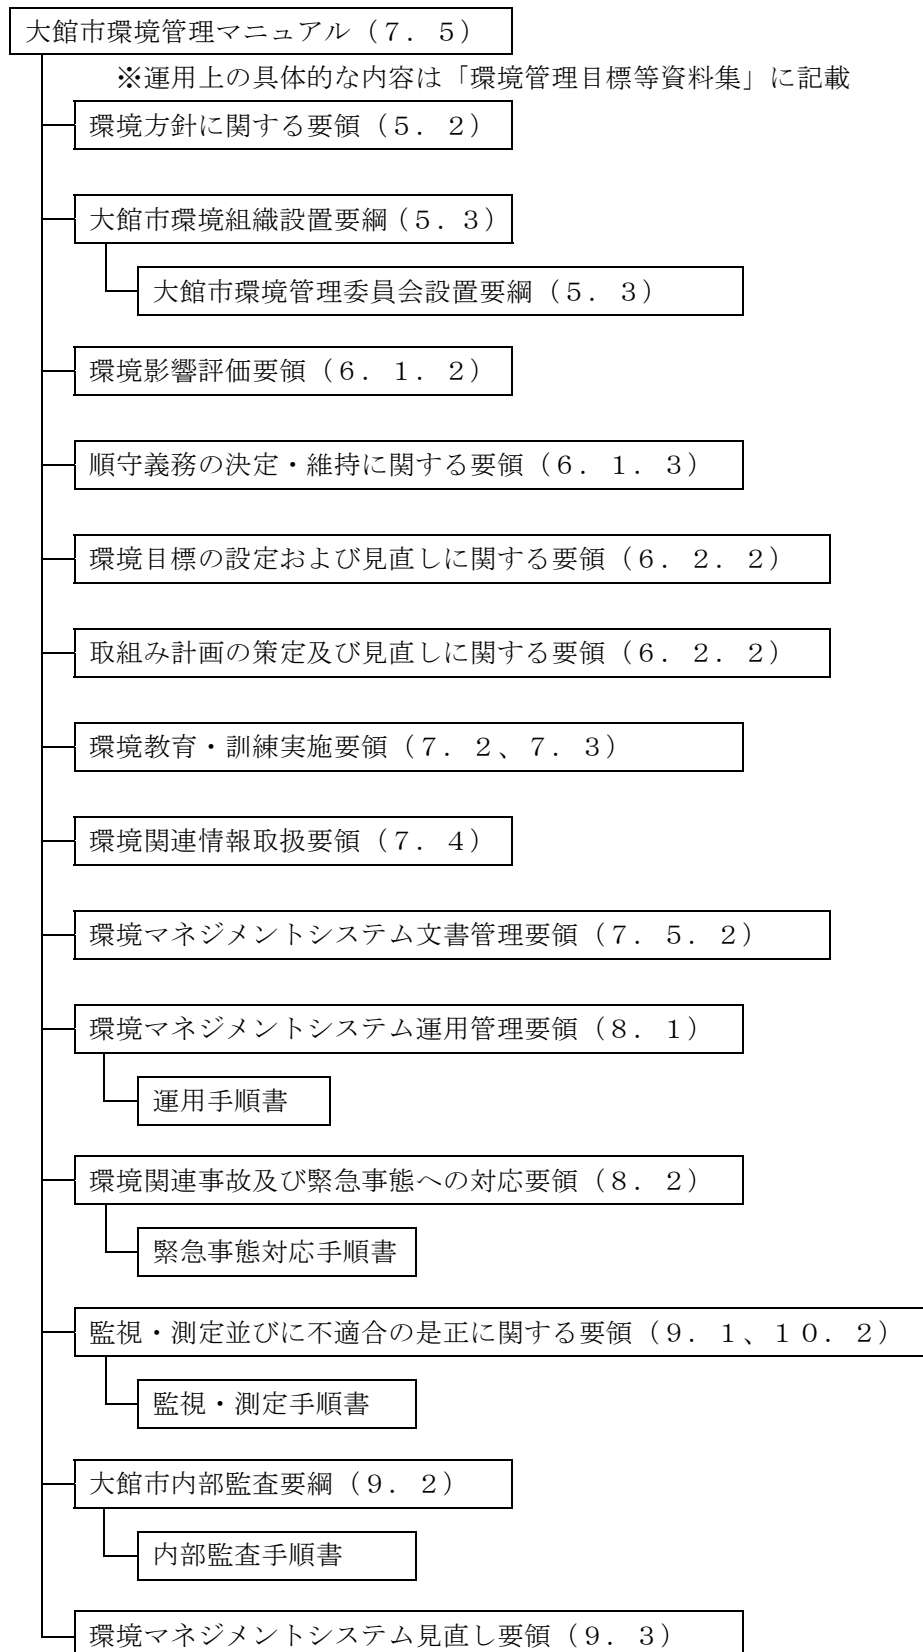 大館市環境管理マニュアル（７．５）
※運用上の具体的な内容は「環境管理目標等資料集」に記載
環境方針に関する要領（５．２）
大館市環境組織設置要綱（５．３）
大館市環境管理委員会設置要綱（５．３）
環境影響評価要領（６．１．２）
順守義務の決定・維持に関する要領（６．１．３）
環境目標の設定および見直しに関する要領（６．２．２）
取組み計画の策定及び見直しに関する要領（６．２．２）
環境教育・訓練実施要領（７．２、７．３）
環境関連情報取扱要領（７．４）
環境マネジメントシステム文書管理要領（７．５．２）
環境マネジメントシステム運用管理要領（８．１）
運用手順書
環境関連事故及び緊急事態への対応要領（８．２）
緊急事態対応手順書
監視・測定並びに不適合の是正に関する要領（９．１、１０．２）
監視・測定手順書
大館市内部監査要綱（９．２）
内部監査手順書
環境マネジメントシステム見直し要領（９．３）